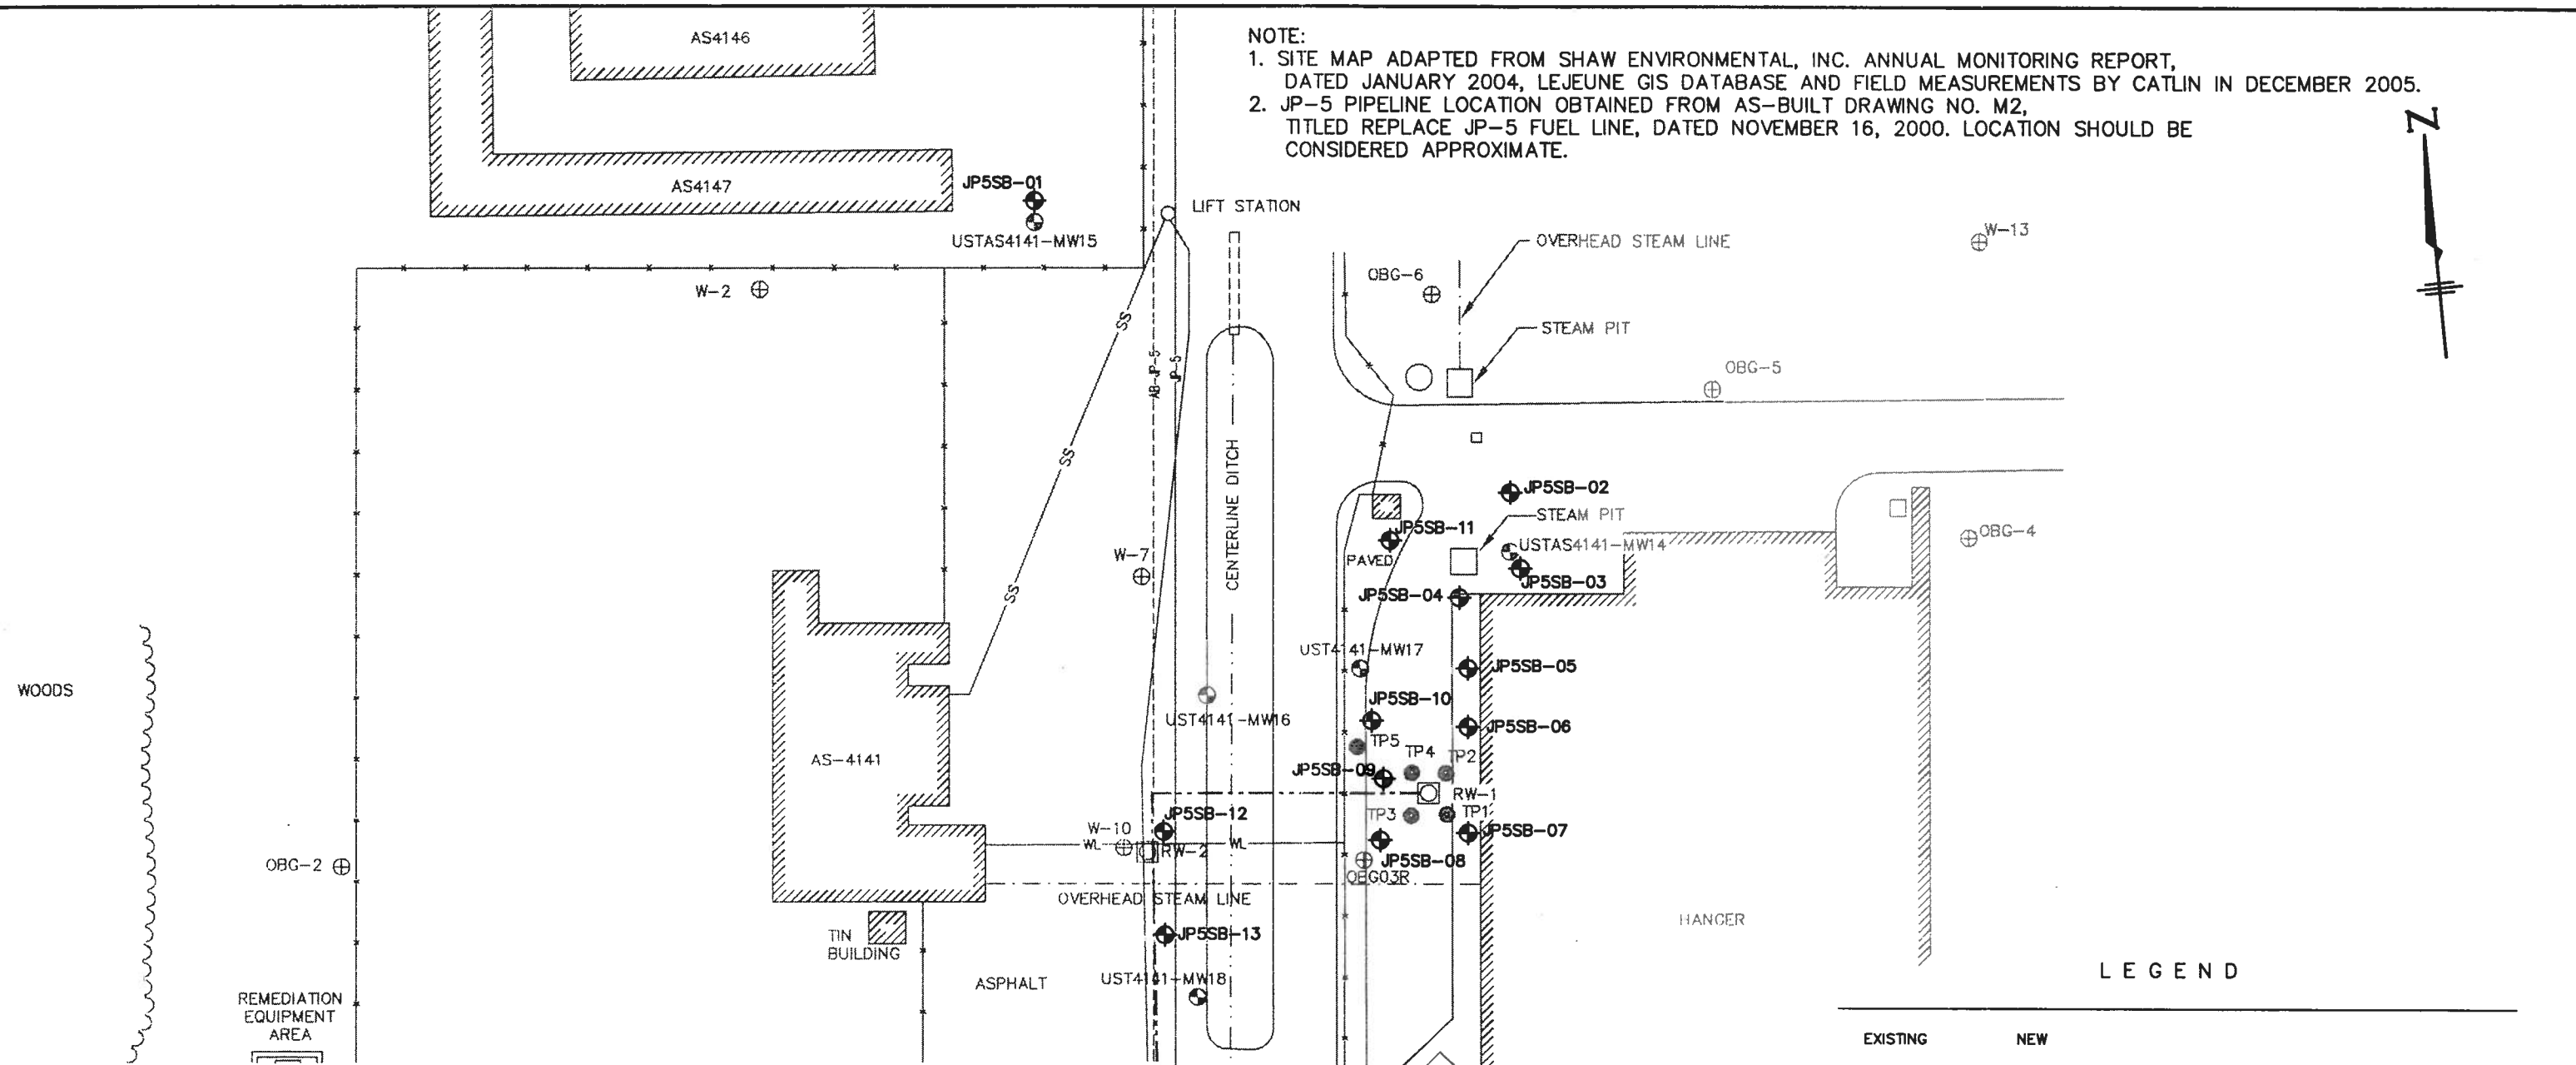 NOTE:
1. SITE MAP ADAPTED FROM SHAW ENVIRONMENTAL, INC. ANNUAL MONITORING REPORT,
DATED JANUARY 2004, LEJEUNE GIS DATABASE AND FIELD MEASUREMENTS BY CATLIN IN DECEMBER 2005.
2. JP-5 PIPELINE LOCATION OBTAINED FROM AS-BUILT DRAWING NO. M2,
TITLED REPLACE JP-5 FUEL LINE, DATED NOVEMBER 16, 2000. LOCATION SHOULD BE
CONSIDERED APPROXIMATE.
N
AS4146
AS4147
JP5SB-01
USTAS4141-MW15
LIFT STATION
OVERHEAD STEAM LINE
W-13
OBG-6
W-2
SS
STEAM PIT
AB-JP-5
JP-5
OBG-5
SS
CENTERLINE DITCH
JP5SB-02
STEAM PIT
JP5SB-11
USTAS4141-MW14
OBG-4
W-7
PAVED
JP5SB-03
SS
JP5SB-04
UST4141-MW17
JP5SB-05
WOODS
JP5SB-10
UST4141-MW16
JP5SB-06
TP5
TP4
TP2
AS-4141
JP5SB-09
RW-1
JP5SB-12
TP3
TP1
W-10
JP5SB-07
WL
RW-2
WL
JP5SB-08
OBG-2
OBG03R
OVERHEAD STEAM LINE
HANGER
TIN
BUILDING
JP5SB-13
ASPHALT
UST4141-MW18
REMEDIATION
EQUIPMENT
AREA
LEGEND
EXISTING
NEW